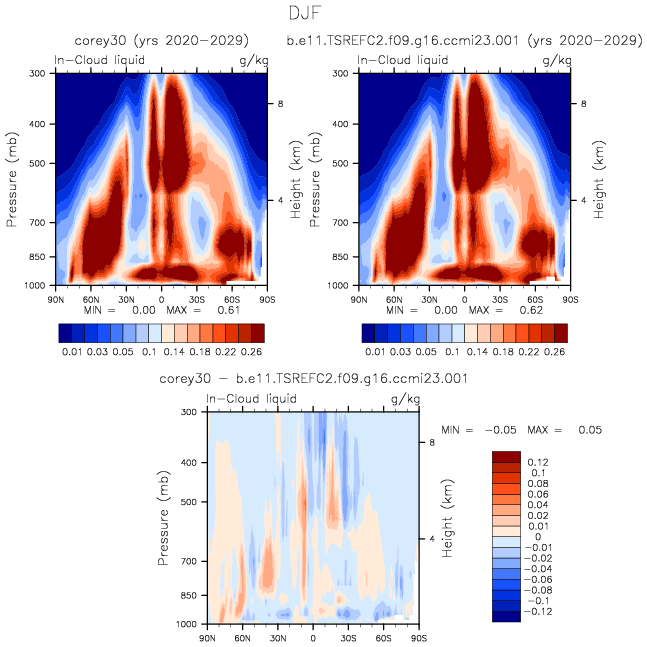 DJF
corey30 (yrs 2020-2029)
b.e11.TSREFC2.f09.g16.ccmi23.001 (yrs 2020-2029)
In-Cloud liquid g/kg
In-Cloud liquid g/kg
Pressure (mb)
300
400
500
700
850
1000
8
4
Height (km)
90N 60N 30N 0 30S 60S 90S
MIN = 0.00 MAX = 0.61
0.01 0.03 0.05 0.1 0.14 0.18 0.22 0.26
Pressure (mb)
300
400
500
700
850
1000
8
4
Height (km)
90N 60N 30N 0 30S 60S 90S
MIN = 0.00 MAX = 0.62
0.01 0.03 0.05 0.1 0.14 0.18 0.22 0.26
corey30 - b.e11.TSREFC2.f09.g16.ccmi23.001
In-Cloud liquid g/kg
MIN = -0.05 MAX = 0.05
Pressure (mb)
300
400
500
700
850
1000
8
4
Height (km)
90N 60N 30N 0 30S 60S 90S
0.12
0.1
0.08
0.06
0.04
0.02
0.01
0
-0.01
-0.02
-0.04
-0.06
-0.08
-0.1
-0.12